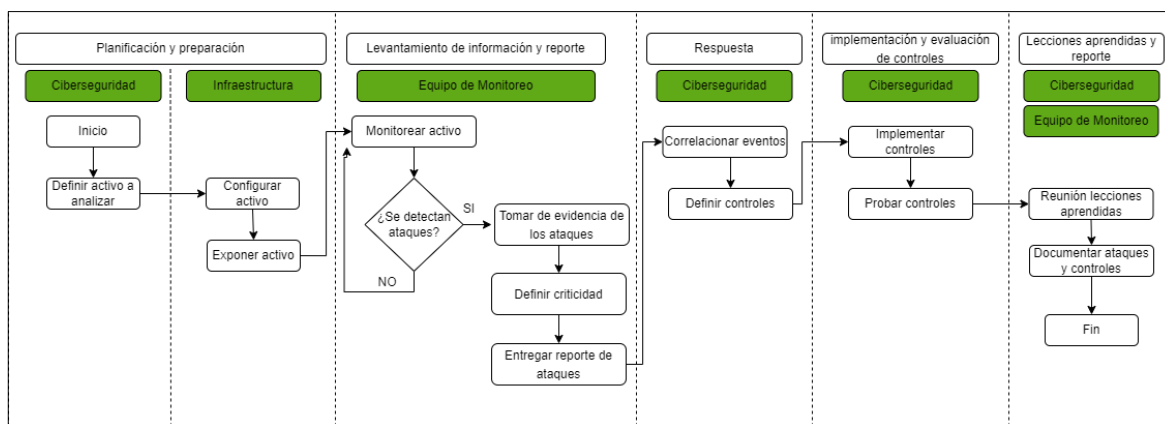 Planificación y preparación
Ciberseguridad
Infraestructura
Inicio
Definir activo a
analizar
Configurar
activo
Exponer activo
Levantamiento de información y reporte
Equipo de Monitoreo
Monitorear activo
¿Se detectan
ataques?
SI
NO
Tomar de evidencia de
los ataques
Definir criticidad
Entregar reporte de
ataques
Respuesta
Ciberseguridad
Correlacionar eventos
Definir controles
implementación y evaluación
de controles
Ciberseguridad
Implementar
controles
Probar controles
Lecciones aprendidas y
reporte
Ciberseguridad
Equipo de Monitoreo
Reunión lecciones
aprendidas
Documentar ataques
y controles
Fin